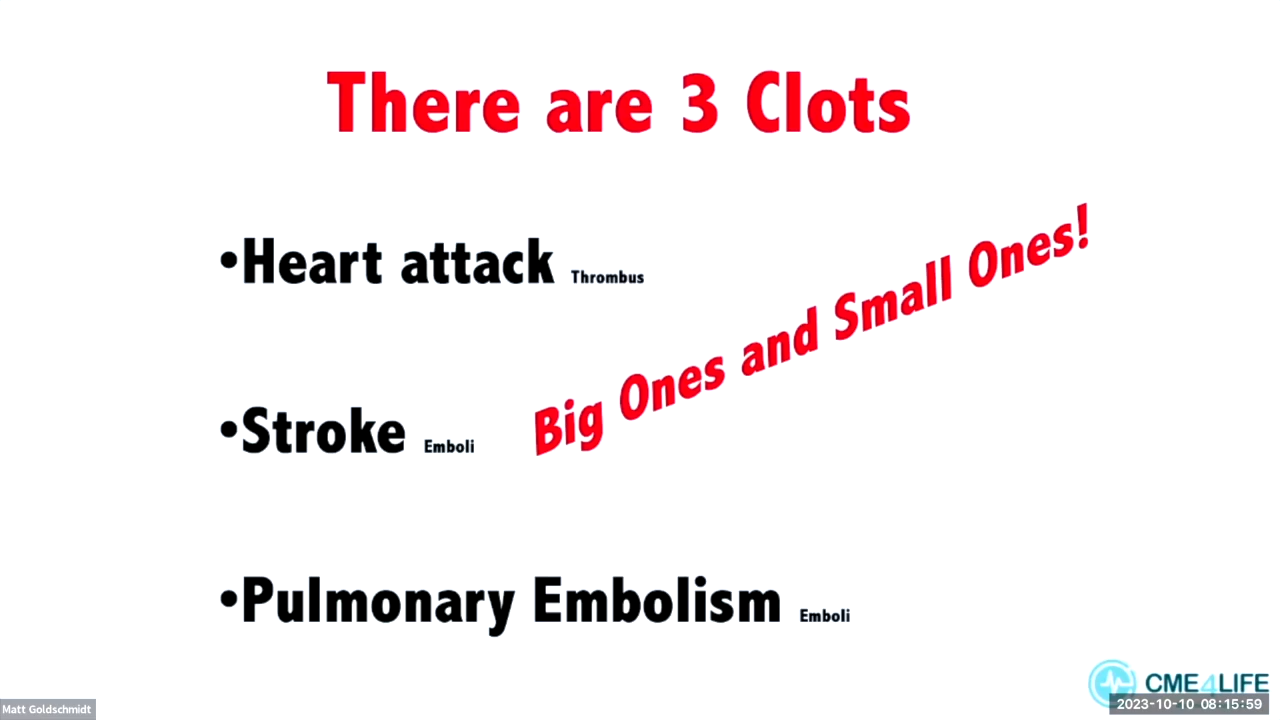 There are 3 Clots
•Heart attack Thrombus
Big Ones and Small Ones!
•Stroke Emboli
•Pulmonary Embolism Emboli
CME4LIFE
2023-10-10 08:15:59
Matt Goldschmidt